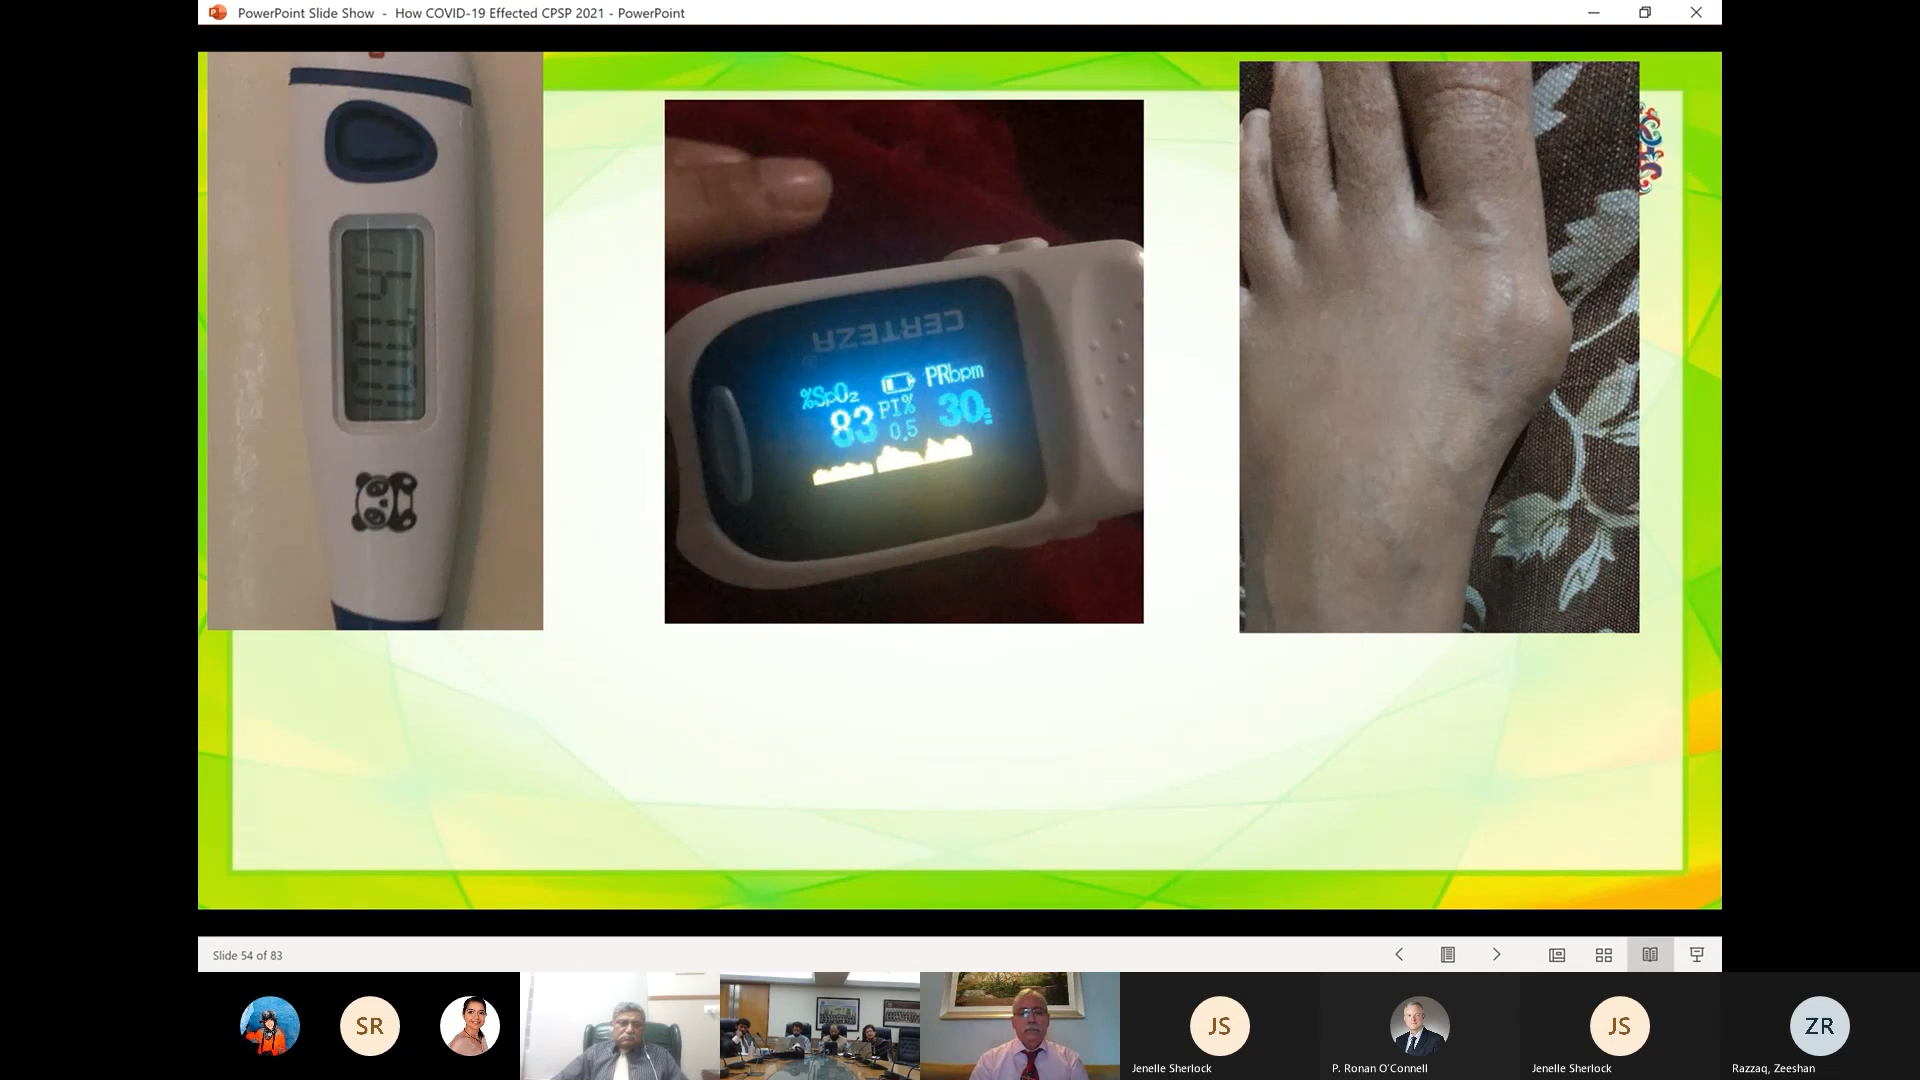 PowerPoint Slide Show - How COVID-19 Effected CPSP 2021 - PowerPoint
CERTEZA
%SpO₂ PRbpm
83 PI% 30
0.5
Slide 54 of 83
SR
JS
JS
ZR
Jenelle Sherlock
P. Ronan O'Connell
Jenelle Sherlock
Razzaq, Zeeshan